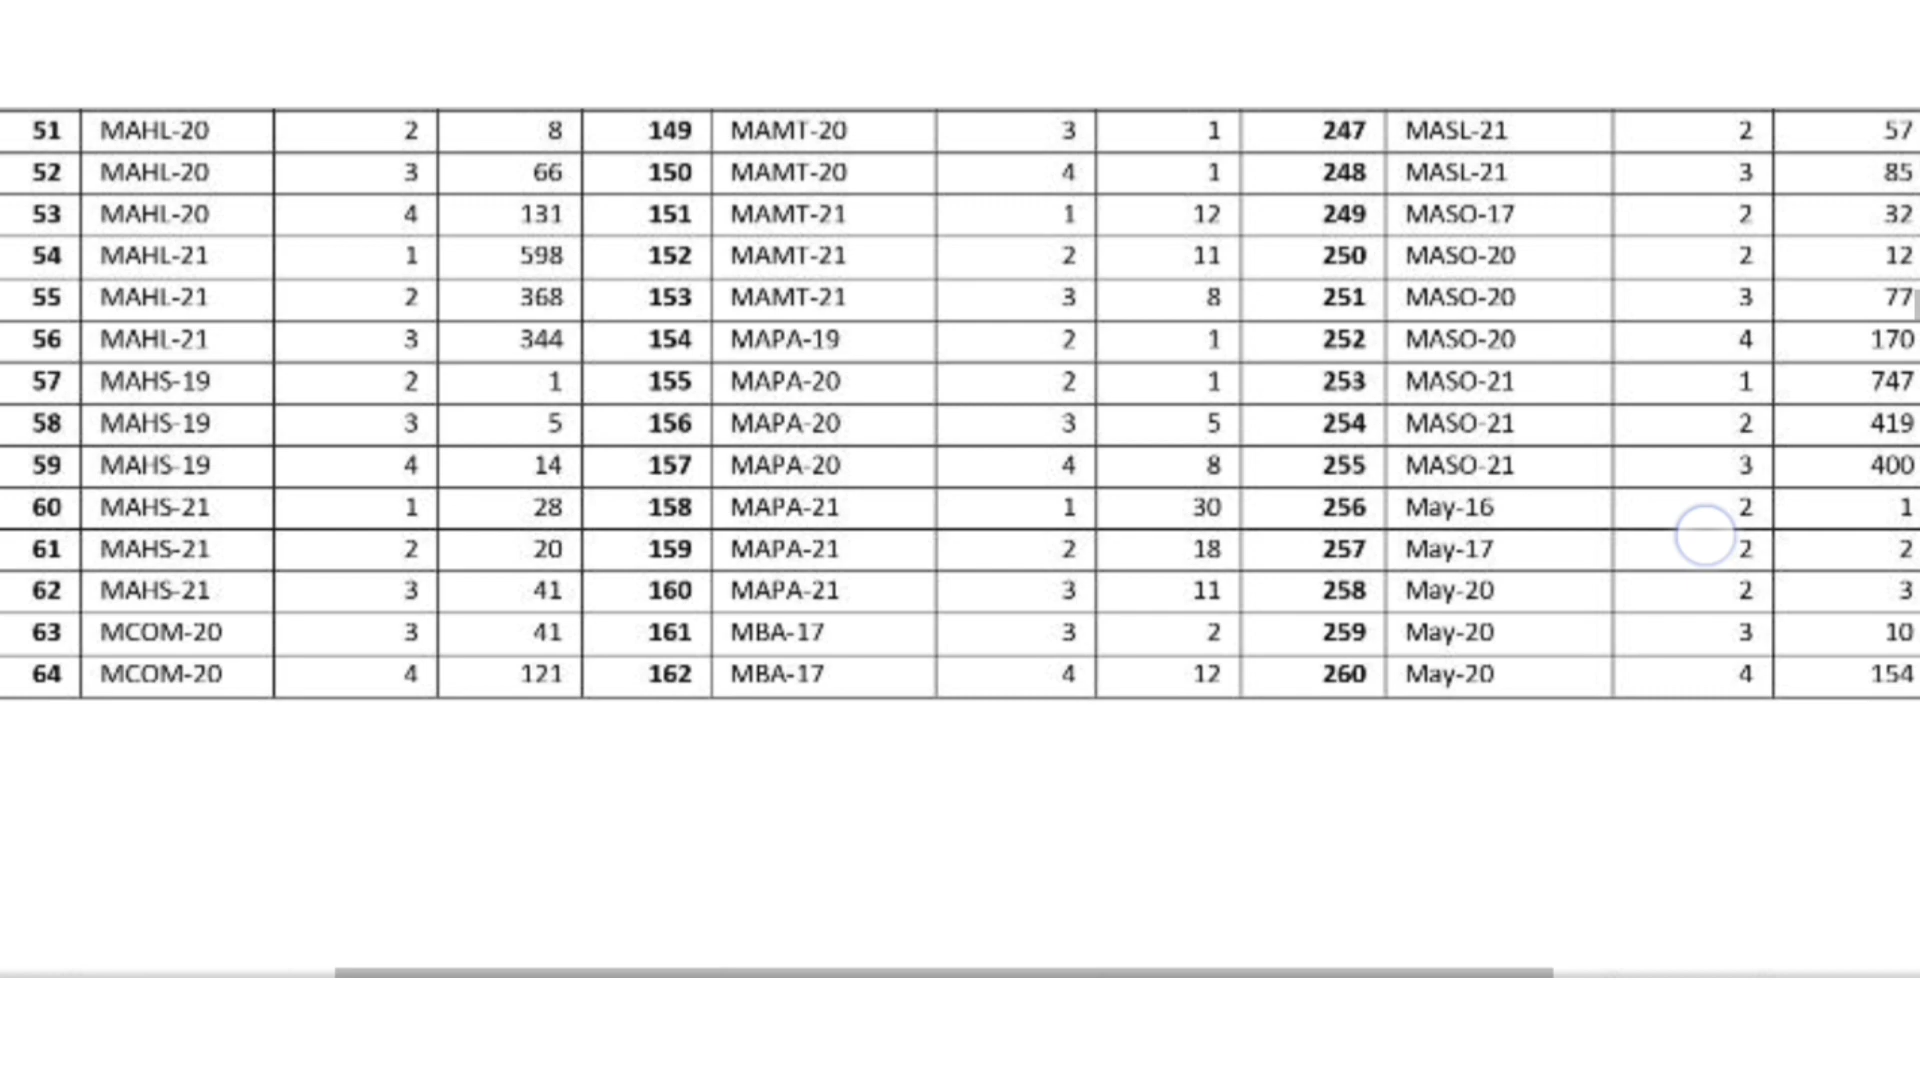 51 MAHL-20 2 8 149 MAMT-20 3 1 247 MASL-21 2 57
52 MAHL-20 3 66 150 MAMT-20 4 1 248 MASL-21 3 85
53 MAHL-20 4 131 151 MAMT-21 1 12 249 MASO-17 2 32
54 MAHL-21 1 598 152 MAMT-21 2 11 250 MASO-20 2 12
55 MAHL-21 2 368 153 MAMT-21 3 8 251 MASO-20 3 77
56 MAHL-21 3 344 154 MAPA-19 2 1 252 MASO-20 4 170
57 MAHS-19 2 1 155 MAPA-20 2 1 253 MASO-21 1 747
58 MAHS-19 3 5 156 MAPA-20 3 5 254 MASO-21 2 419
59 MAHS-19 4 14 157 MAPA-20 4 8 255 MASO-21 3 400
60 MAHS-21 1 28 158 MAPA-21 1 30 256 May-16 2 1
61 MAHS-21 2 20 159 MAPA-21 2 18 257 May-17 2 2
62 MAHS-21 3 41 160 MAPA-21 3 11 258 May-20 2 3
63 MCOM-20 3 41 161 MBA-17 3 2 259 May-20 3 10
64 MCOM-20 4 121 162 MBA-17 4 12 260 May-20 4 154